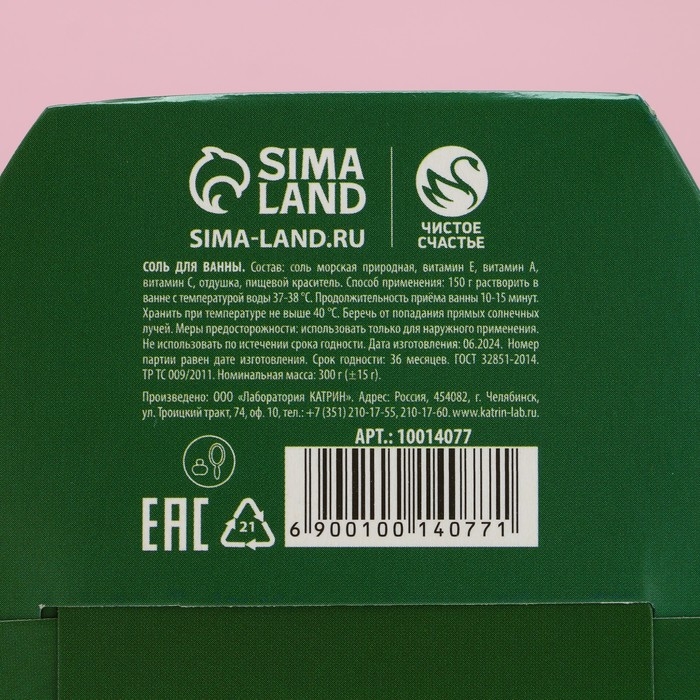 SIMA
LAND
SIMA-LAND.RU
ЧИСТОЕ
СЧАСТЬЕ
СОЛЬ ДЛЯ ВАННЫ. Состав: соль морская природная, витамин Е, витамин А,
витамин С, отдушка, пищевой краситель. Способ применения: 150 г растворить в
ванне с температурой воды 37-38 °С. Продолжительность приёма ванны 10-15 минут.
Хранить при температуре не выше 40 °С. Беречь от попадания прямых солнечных
лучей. Меры предосторожности: использовать только для наружного применения.
Не использовать по истечении срока годности. Дата изготовления: 06.2024. Номер
партии равен дате изготовления. Срок годности: 36 месяцев. ГОСТ 32851-2014.
ТР ТС 009/2011. Номинальная масса: 300 г (±15 г).
Произведено: ООО «Лаборатория КАТРИН». Адрес: Россия, 454082, г. Челябинск,
ул. Троицкий тракт, 74, оф. 10, тел.: +7 (351) 210-17-55, 210-17-60. www.katrin-lab.ru.
АРТ.: 10014077
ЕАС
21
6 900100 140771